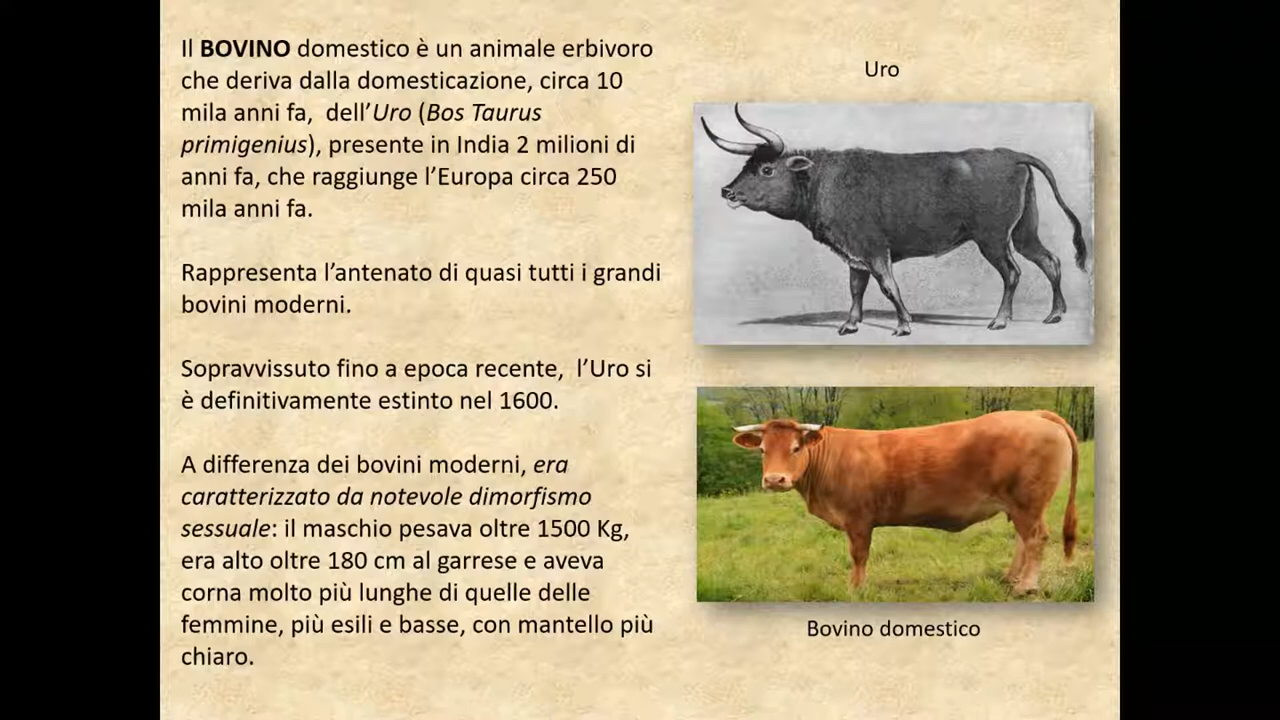 Il BOVINO domestico è un animale erbivoro
che deriva dalla domesticazione, circa 10
mila anni fa, dell’Uro (Bos Taurus
primigenius), presente in India 2 milioni di
anni fa, che raggiunge l’Europa circa 250
mila anni fa.
Rappresenta l’antenato di quasi tutti i grandi
bovini moderni.
Sopravvissuto fino a epoca recente, l’Uro si
è definitivamente estinto nel 1600.
A differenza dei bovini moderni, era
caratterizzato da notevole dimorfismo
sessuale: il maschio pesava oltre 1500 Kg,
era alto oltre 180 cm al garrese e aveva
corna molto più lunghe di quelle delle
femmine, più esili e basse, con mantello più
chiaro.
Uro
Bovino domestico